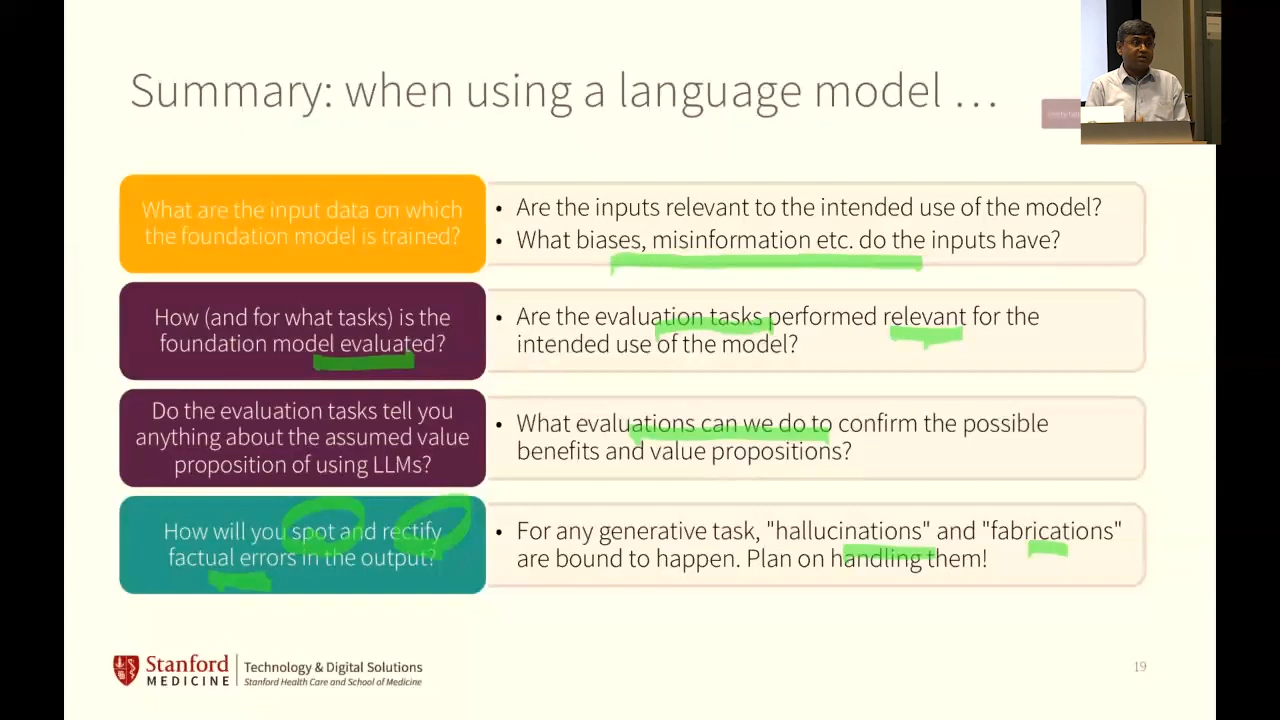 Summary: when using a language model …
What are the input data on which
the foundation model is trained?
• Are the inputs relevant to the intended use of the model?
• What biases, misinformation etc. do the inputs have?
How (and for what tasks) is the
foundation model evaluated?
• Are the evaluation tasks performed relevant for the
intended use of the model?
Do the evaluation tasks tell you
anything about the assumed value
proposition of using LLMs?
• What evaluations can we do to confirm the possible
benefits and value propositions?
How will you spot and rectify
factual errors in the output?
• For any generative task, "hallucinations" and "fabrications"
are bound to happen. Plan on handling them!
Stanford
MEDICINE
Technology & Digital Solutions
Stanford Health Care and School of Medicine
19